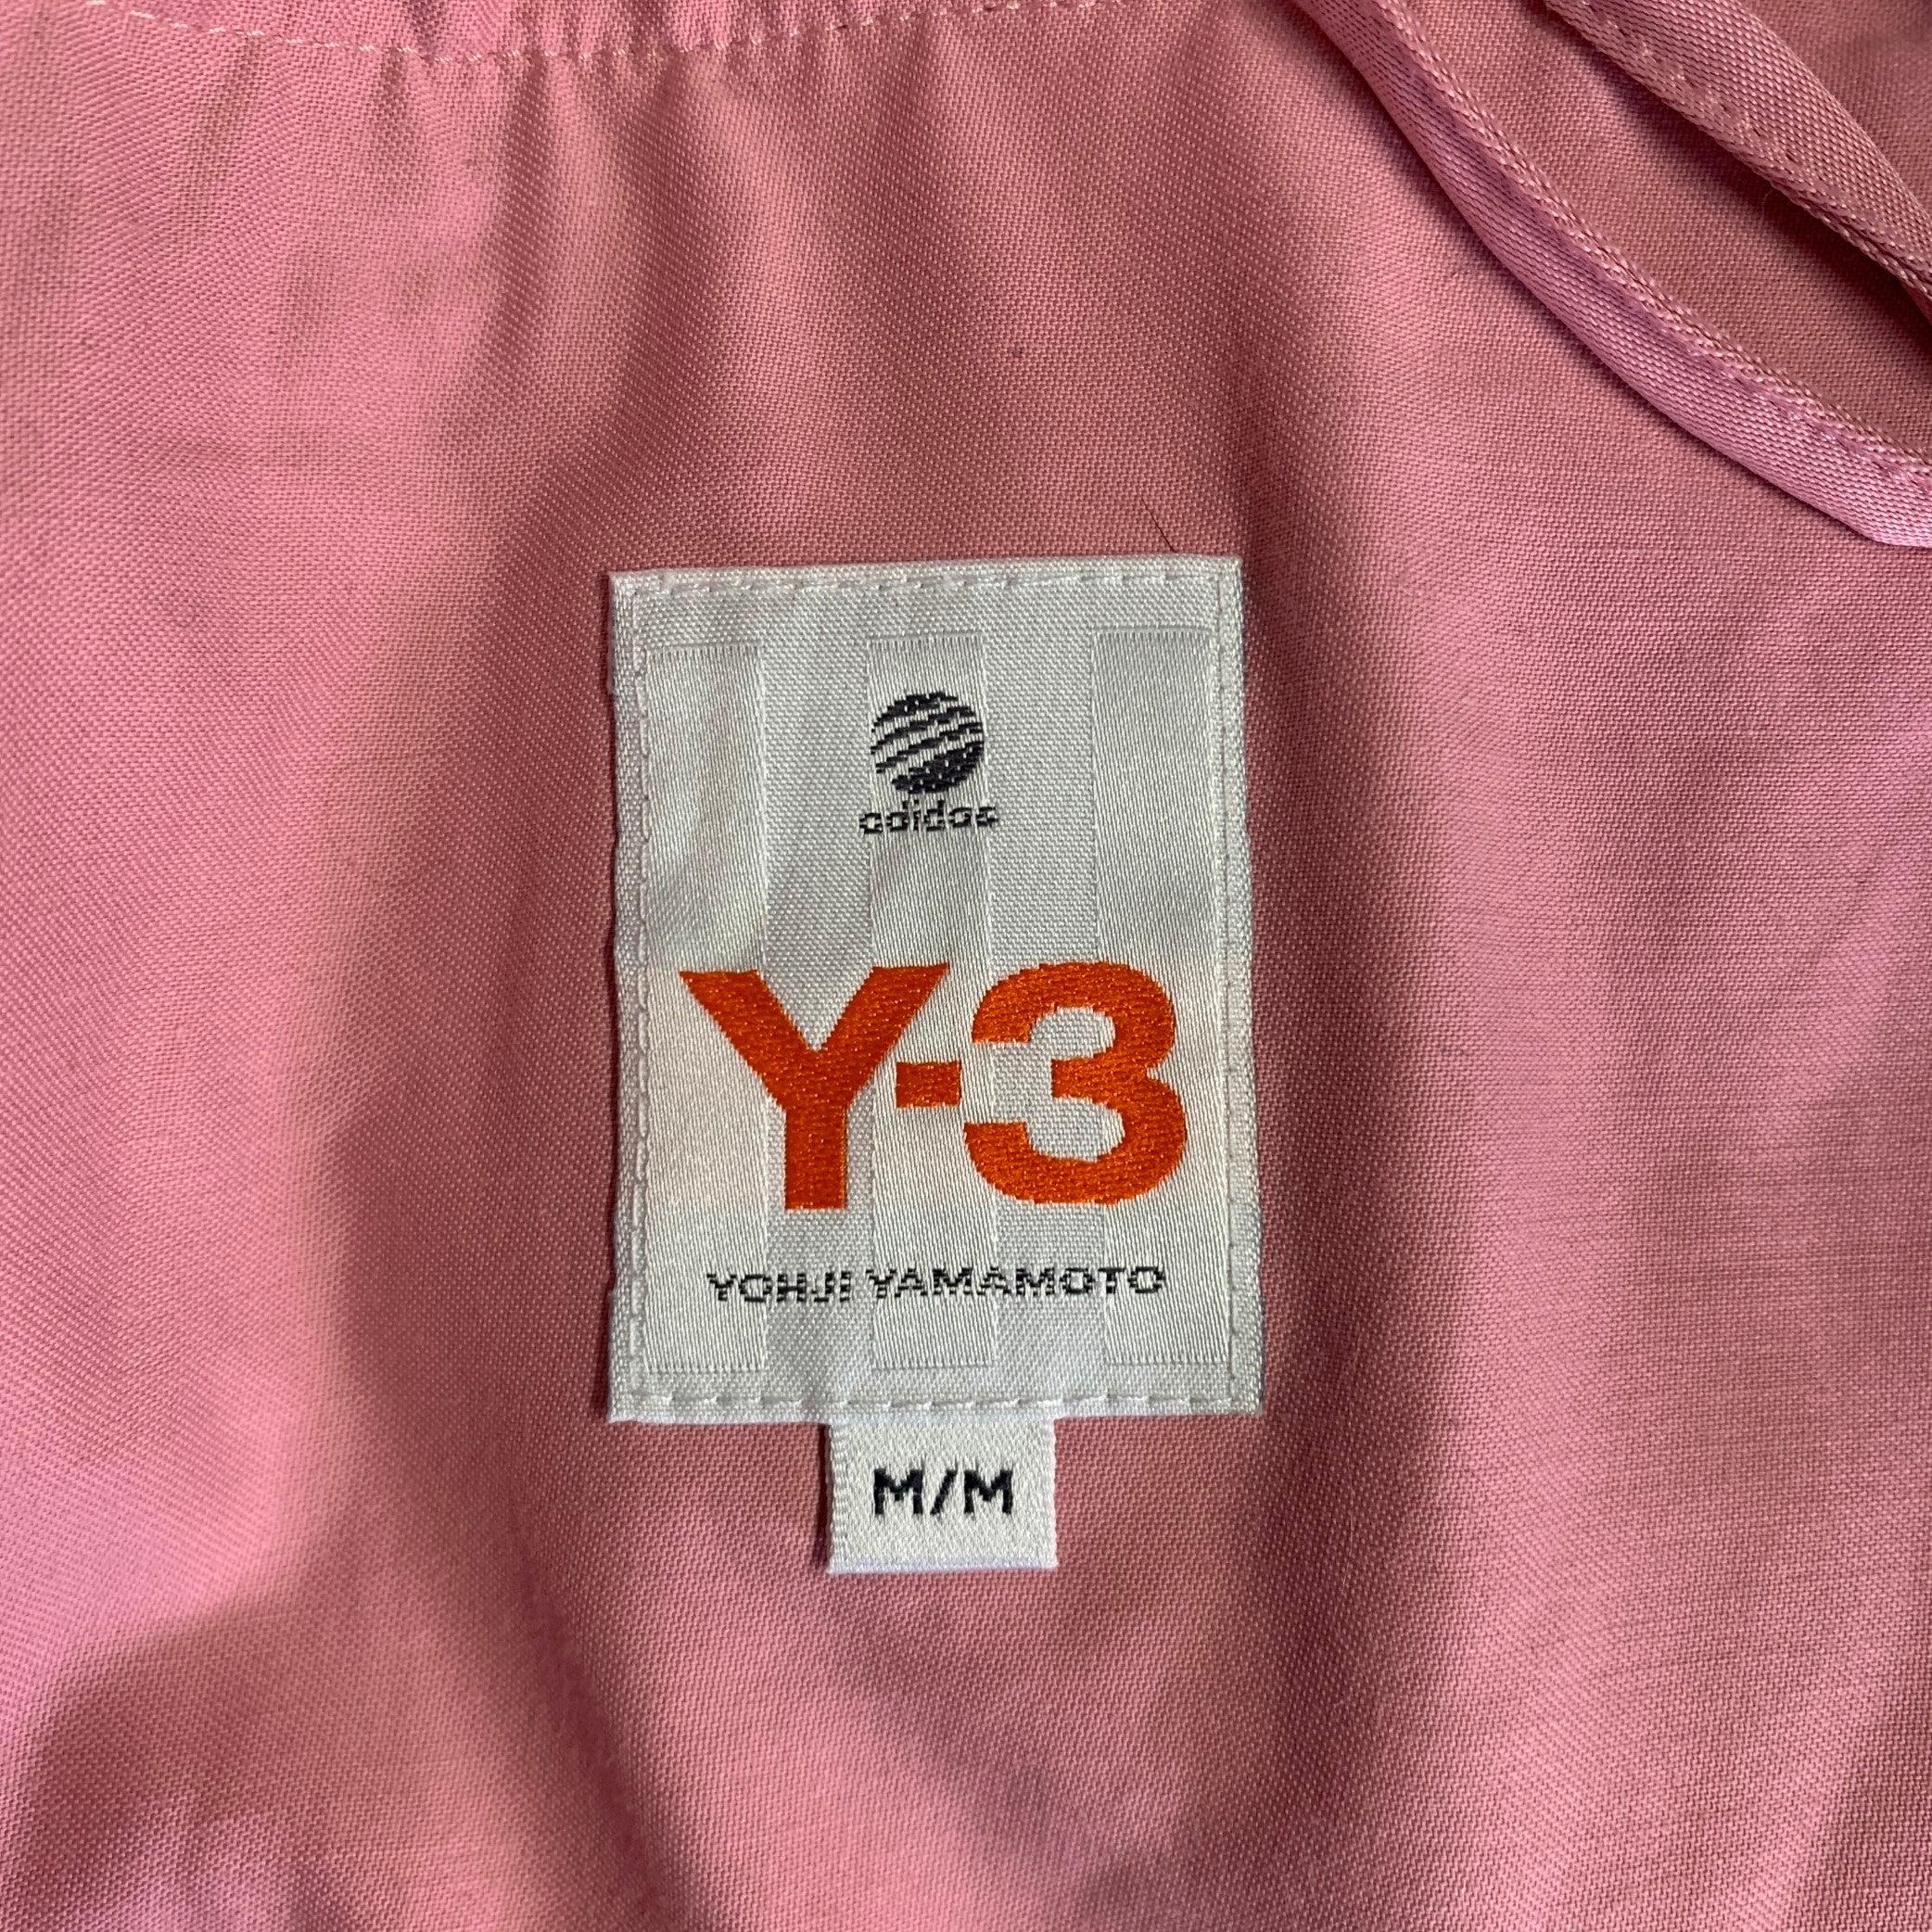 adidas
Y-3
YOHJI YAMAMOTO
M/M